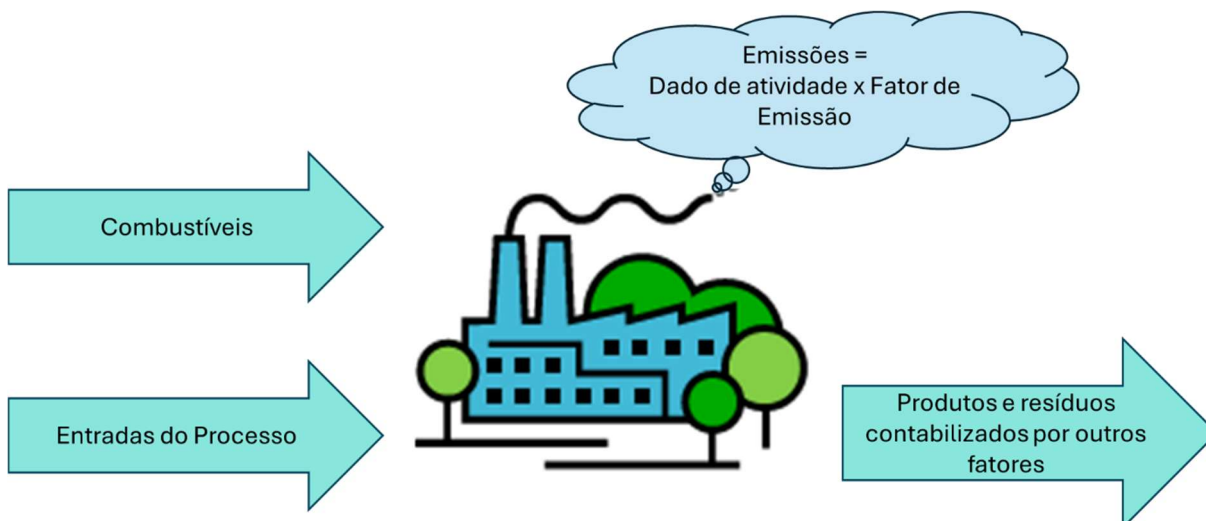 Emissões =
Dado de atividade x Fator de
Emissão
Combustíveis
Entradas do Processo
Produtos e resíduos
contabilizados por outros
fatores